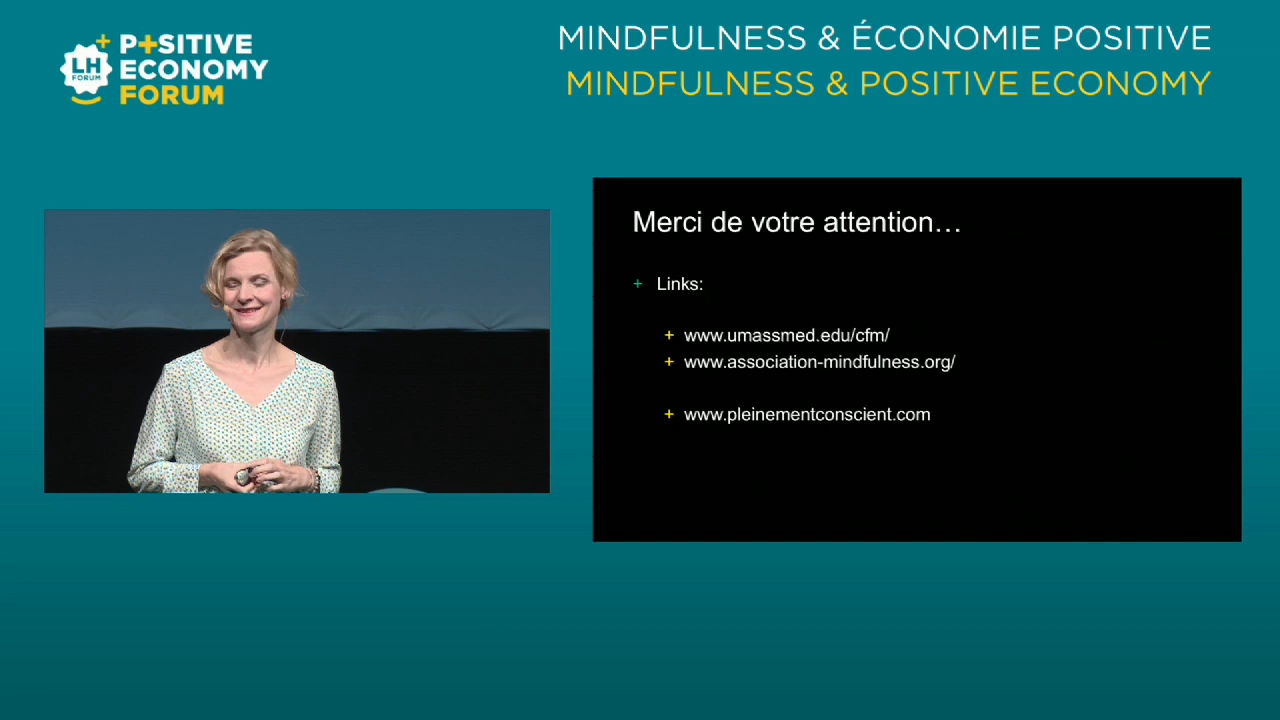 P+SITIVE
ECONOMY
FORUM
LH
FORUM
MINDFULNESS & ÉCONOMIE POSITIVE
MINDFULNESS & POSITIVE ECONOMY
Merci de votre attention…
+ Links:
+ www.umassmed.edu/cfm/
+ www.association-mindfulness.org/
+ www.pleinementconscient.com